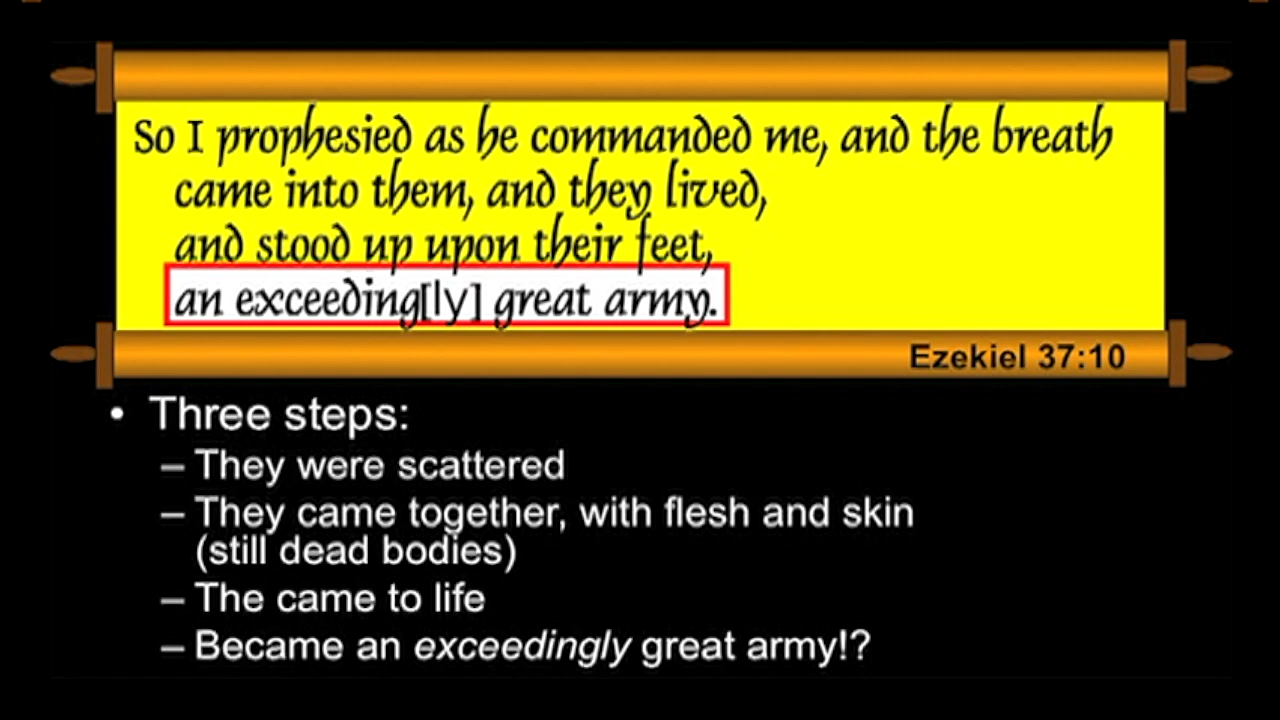 So I prophesied as he commanded me, and the breath
came into them, and they lived,
and stood up upon their feet,
an exceeding[ly] great army.
Ezekiel 37:10
• Three steps:
– They were scattered
– They came together, with flesh and skin
(still dead bodies)
– The came to life
– Became an exceedingly great army!?